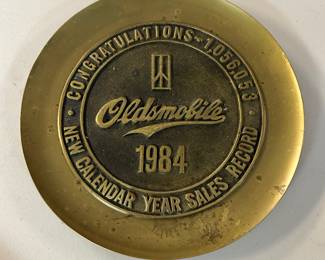 CONGRATULATIONS~1,056,053
Oldsmobile
1984
NEW CALENDAR YEAR SALES RECORD